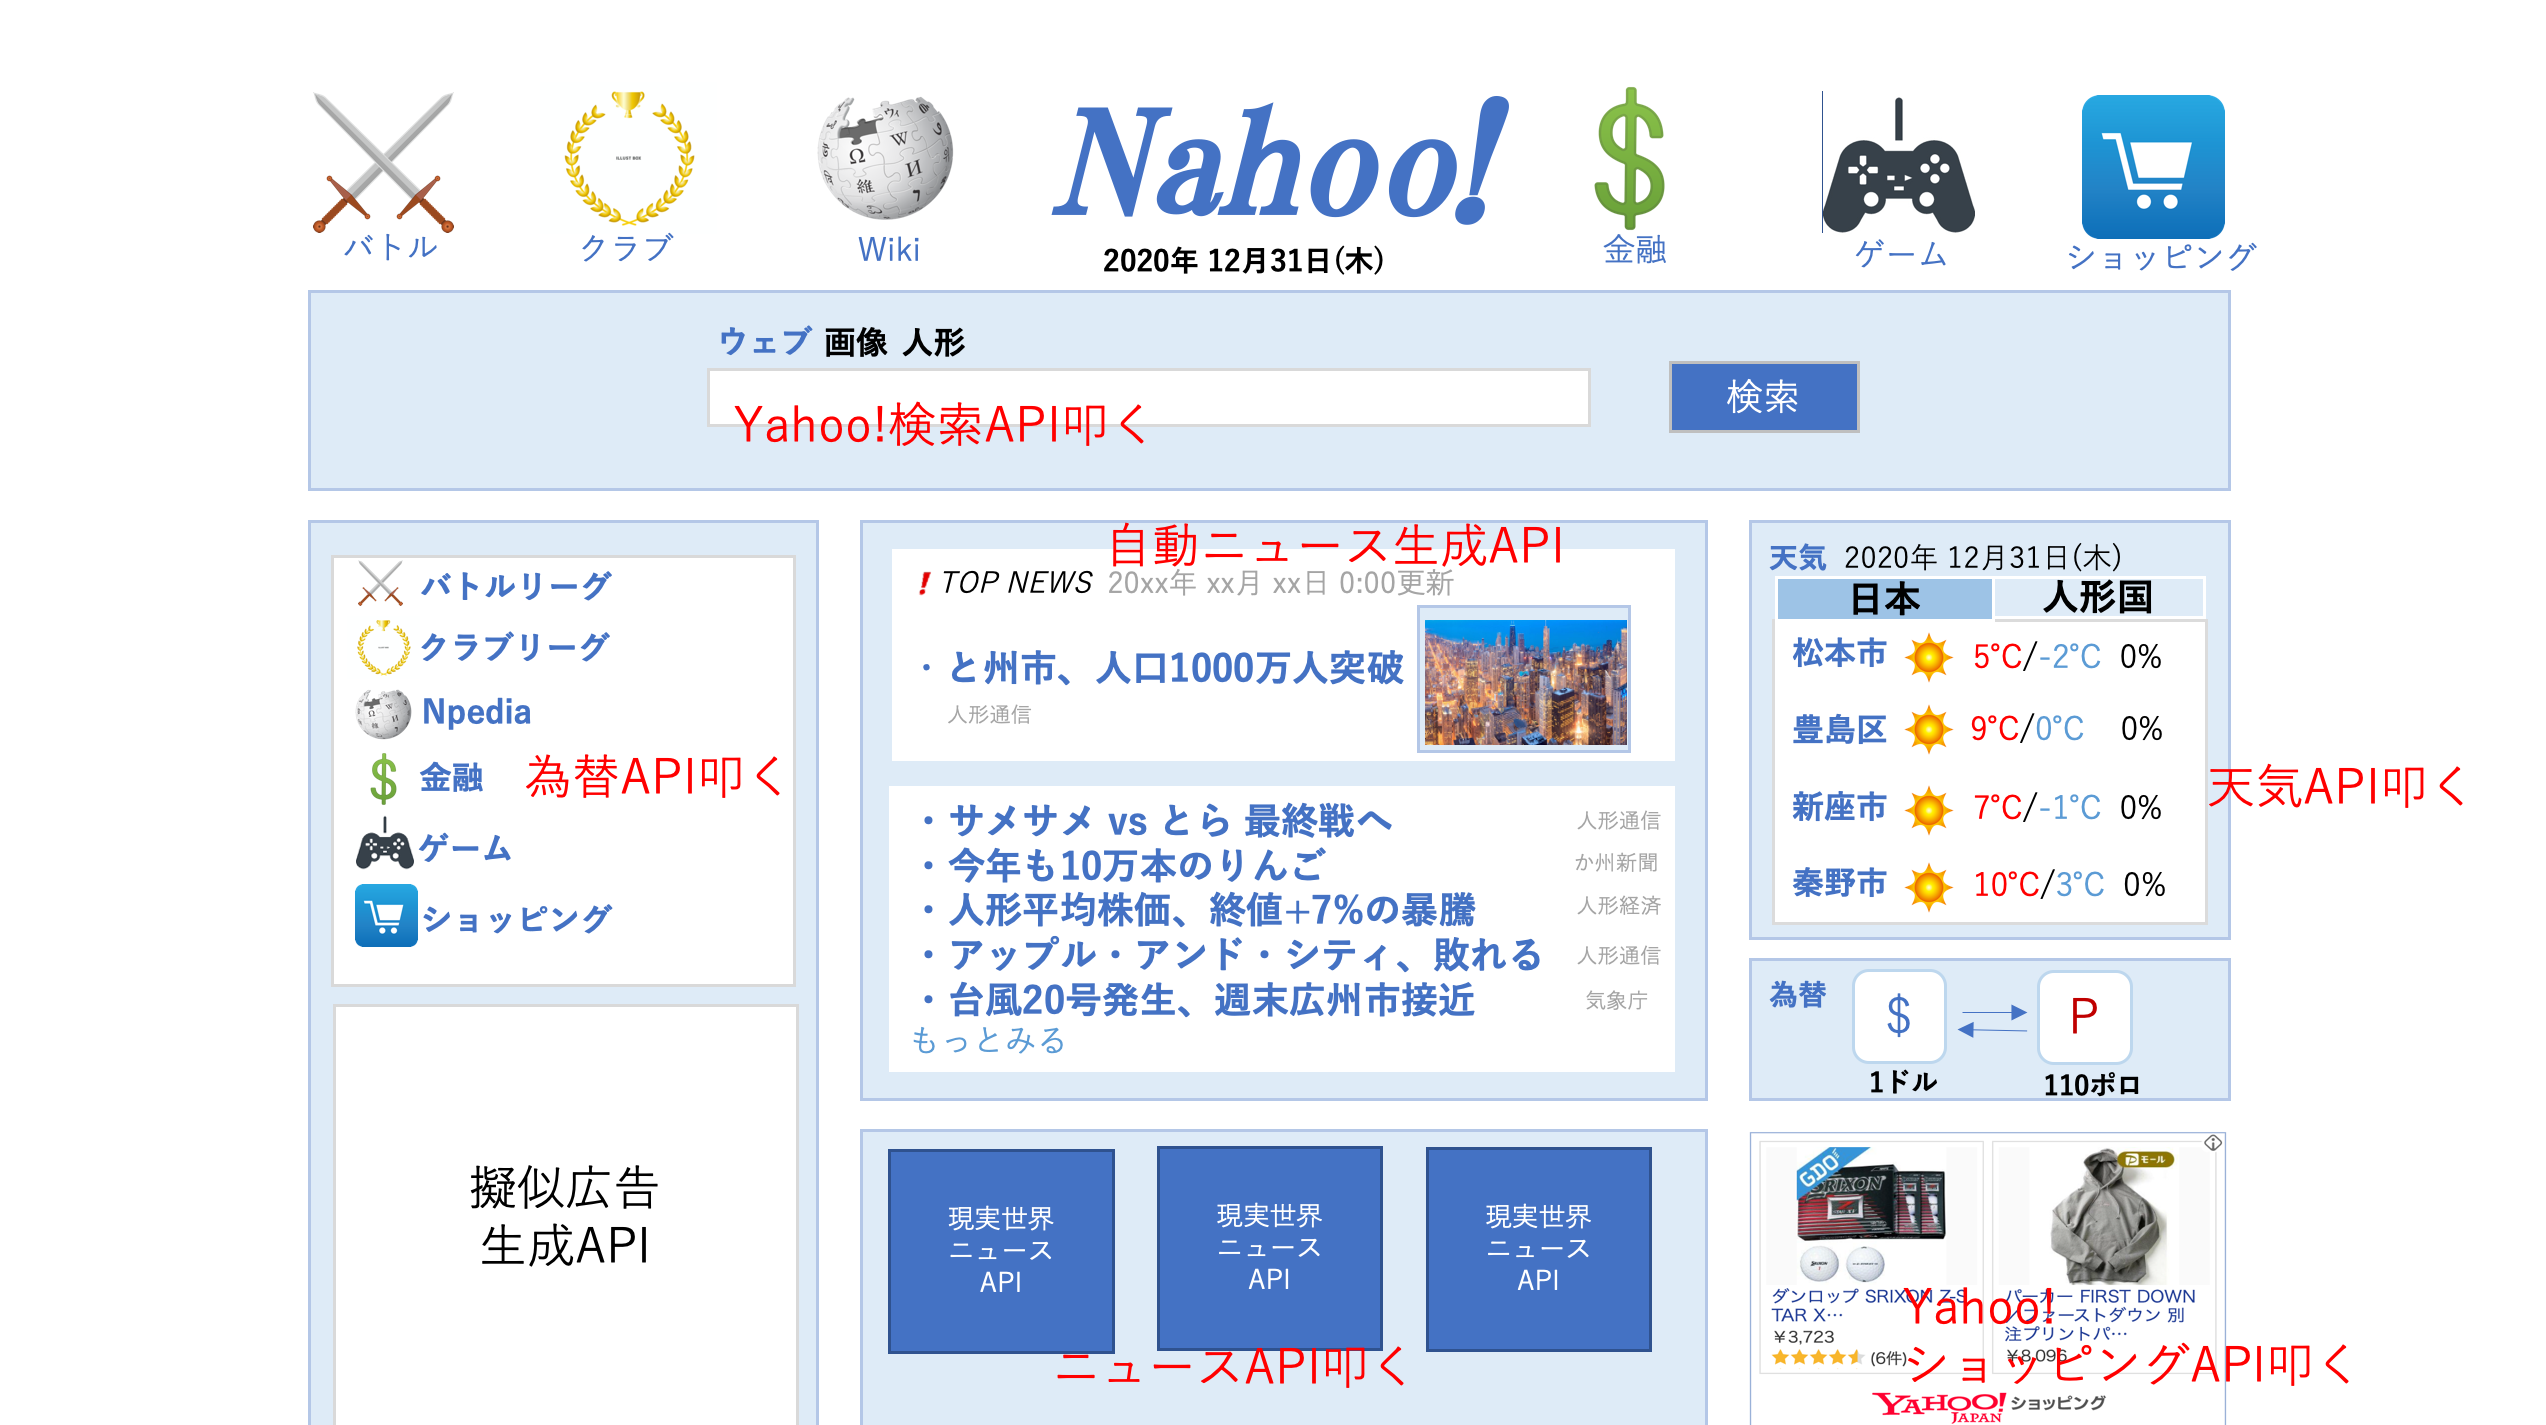 Nahoo!
バトル
クラブ
Wiki
2020年 12月31日(木)
金融
ゲーム
ショッピング
ウェブ 画像 人形
検索
Yahoo!検索API叩く
バトルリーグ
クラブリーグ
Npedia
金融
為替API叩く
ゲーム
ショッピング
擬似広告
生成API
自動ニュース生成API
! TOP NEWS 20xx年 xx月 xx日 0:00更新
・と州市、人口1000万人突破
人形通信
・サメサメ vs とら 最終戦へ 人形通信
・今年も10万本のりんご か州新聞
・人形平均株価、終値+7%の暴騰 人形経済
・アップル・アンド・シティ、敗れる 人形通信
・台風20号発生、週末広州市接近 気象庁
もっとみる
現実世界
ニュース
API
現実世界
ニュース
API
現実世界
ニュース
API
ニュースAPI叩く
天気 2020年 12月31日(木)
日本 人形国
松本市 5°C/-2°C 0%
豊島区 9°C/0°C 0%
新座市 7°C/-1°C 0%
秦野市 10°C/3°C 0%
天気API叩く
為替
$
P
1ドル
110ポロ
GDO
SRIXON
ダンロップ SRIXON Z-S
TAR X…
¥3,723
(6件)
モール
パーカー FIRST DOWN
ファーストダウン 別
注プリントパ…
¥8,096
Yahoo!
ショッピングAPI叩く
YAHOO! JAPAN ショッピング